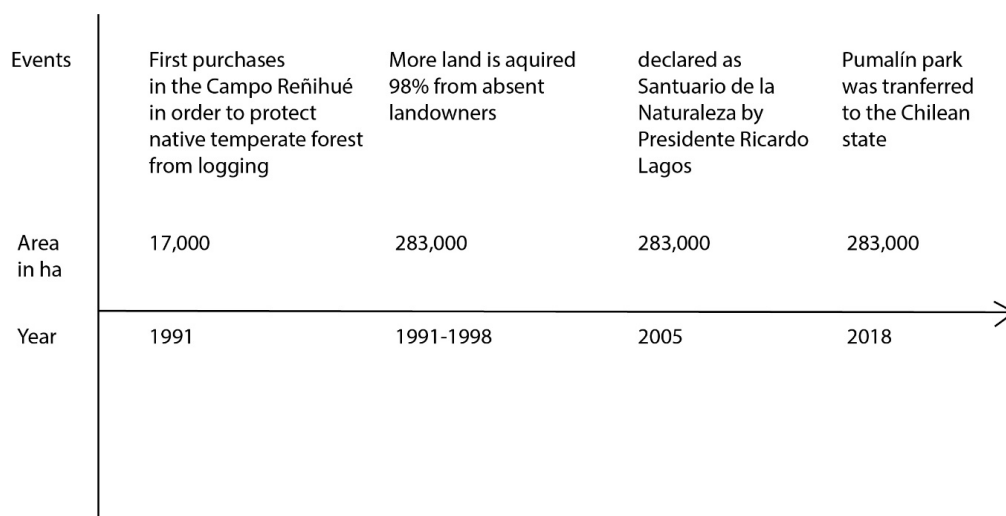 Events
First purchases
in the Campo Reñihué
in order to protect
native temperate forest
from logging
More land is aquired
98% from absent
landowners
declared as
Santuario de la
Naturaleza by
Presidente Ricardo
Lagos
Pumalín park
was tranferred
to the Chilean
state
Area
in ha
17,000
283,000
283,000
283,000
Year
1991
1991-1998
2005
2018